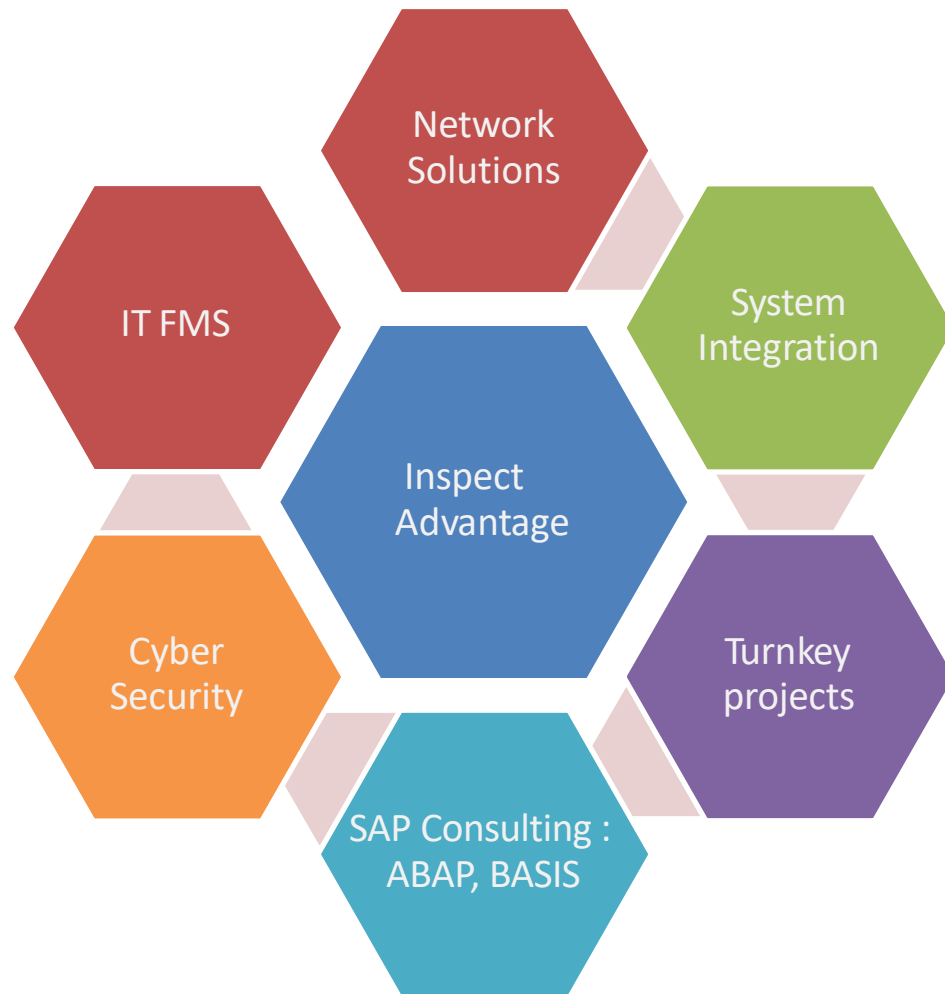 Network
Solutions
System
Integration
IT FMS
Inspect
Advantage
Cyber
Security
Turnkey
projects
SAP Consulting :
ABAP, BASIS